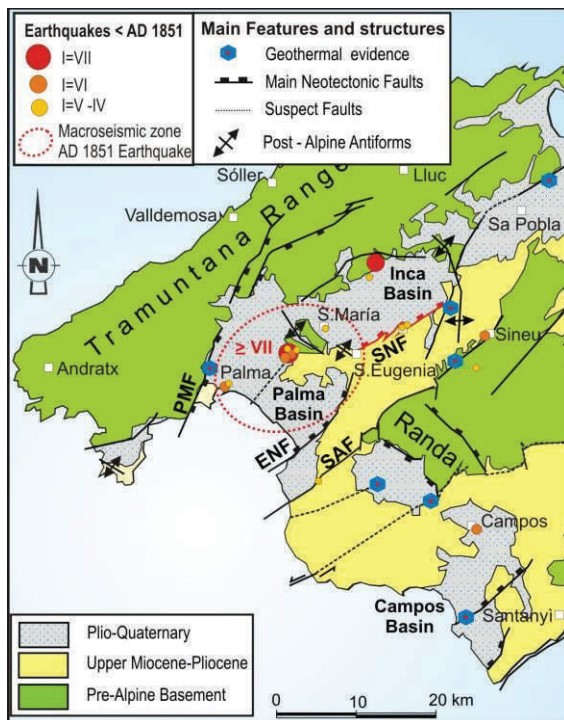 Earthquakes < AD 1851
I=VII
I=VI
I=V -IV
Macroseismic zone
AD 1851 Earthquake
Main Features and structures
Geothermal evidence
Main Neotectonic Faults
Suspect Faults
Post - Alpine Antiforms
Sóller
Lluc
Valldemosa
Sa Pobla
Tramuntana Range
N
Inca
Basin
S.María
≥ VII
SNF
Sineu
Andratx
Palma
S.Eugenia
PMF
Palma
Basin
ENF
SAF
Randa
Campos
Campos
Basin
Santanyì
Plio-Quaternary
Upper Miocene-Pliocene
Pre-Alpine Basement
0
10
20 km